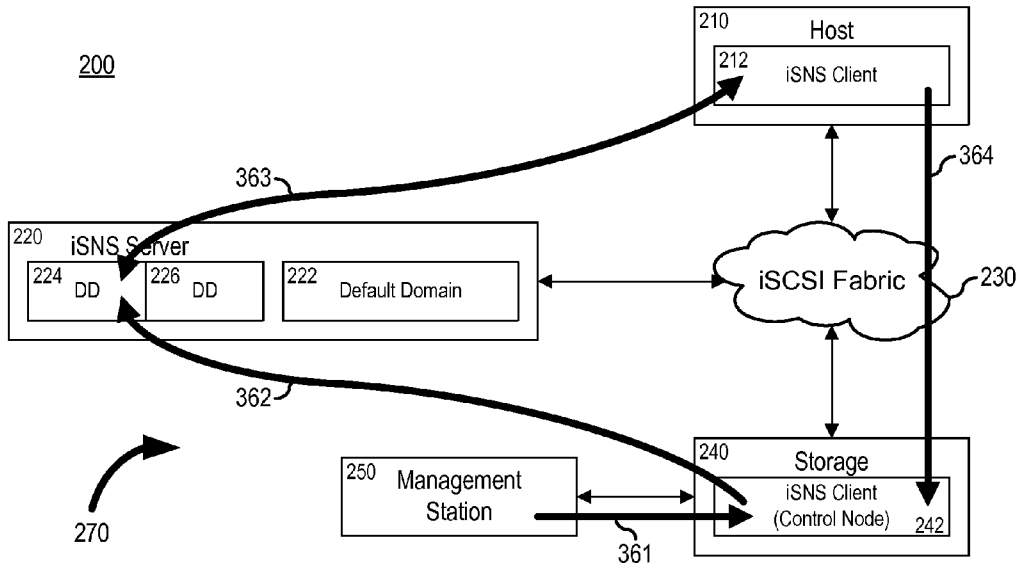 200
210
Host
212
iSNS Client
364
363
220
iSNS Server
224
DD
226
DD
222
Default Domain
iSCSI Fabric
230
362
270
250
Management
Station
361
240
Storage
iSNS Client
(Control Node)
242